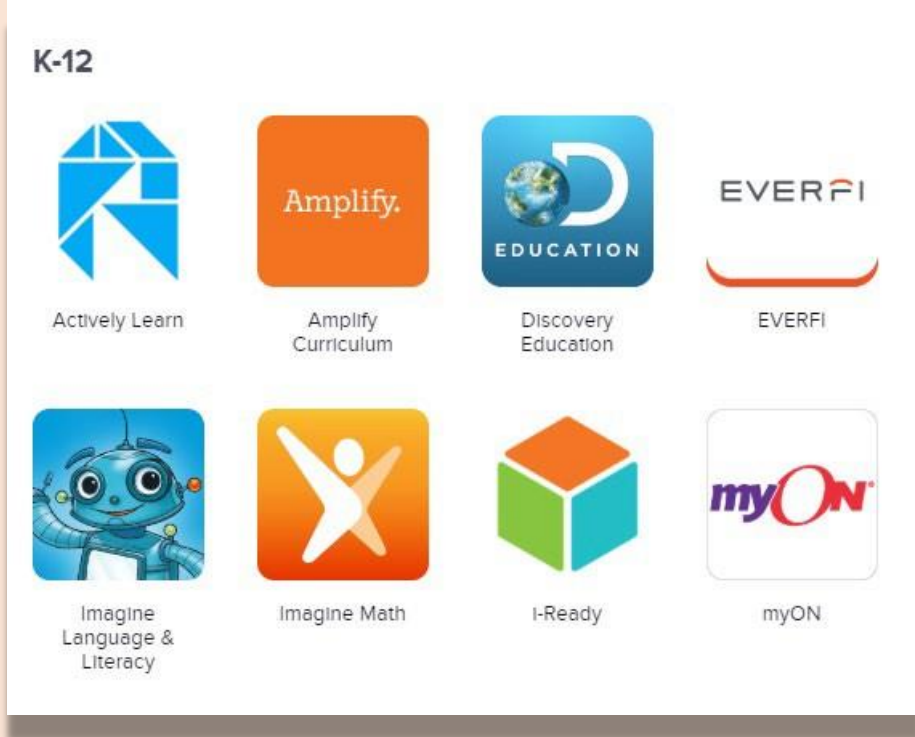 K-12
Amplify.
EDUCATION
EVERFI
Actively Learn
Amplify
Curriculum
Discovery
Education
EVERFI
myON
Imagine
Language &
Literacy
Imagine Math
i-Ready
myON